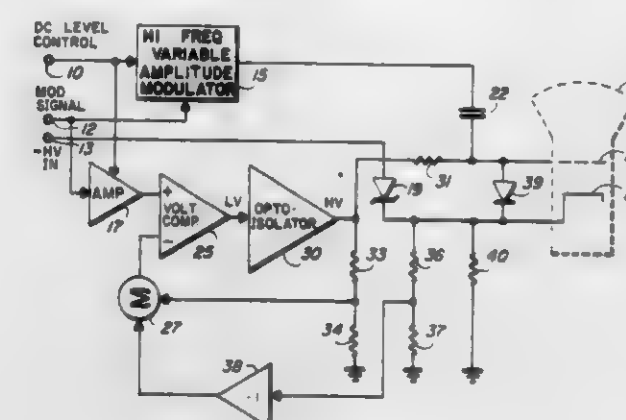 DC LEVEL
CONTROL
10
HI FREQ
VARIABLE
AMPLITUDE
MODULATOR
15
MOD
SIGNAL
12
13
-HV
IN
22
31
19
39
AMP
17
+
VOLT
COMP
-
25
LV
OPTO-
ISOLATOR
30
HV
33
36
40
M
27
34
37
38
-1